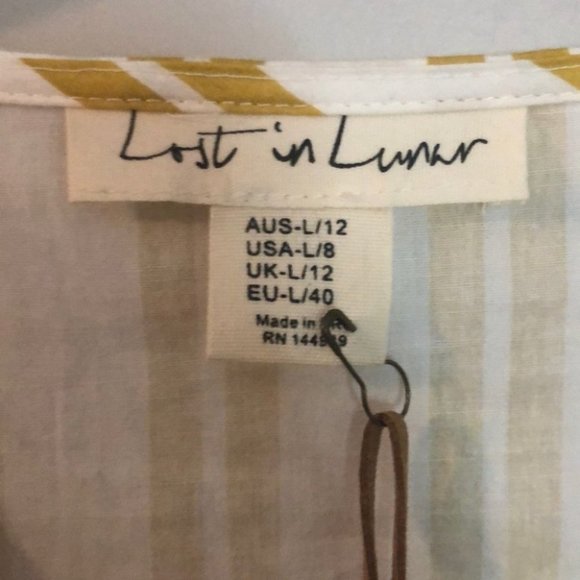 Lost in Lunar
AUS-L/12
USA-L/8
UK-L/12
EU-L/40
Made in
RN